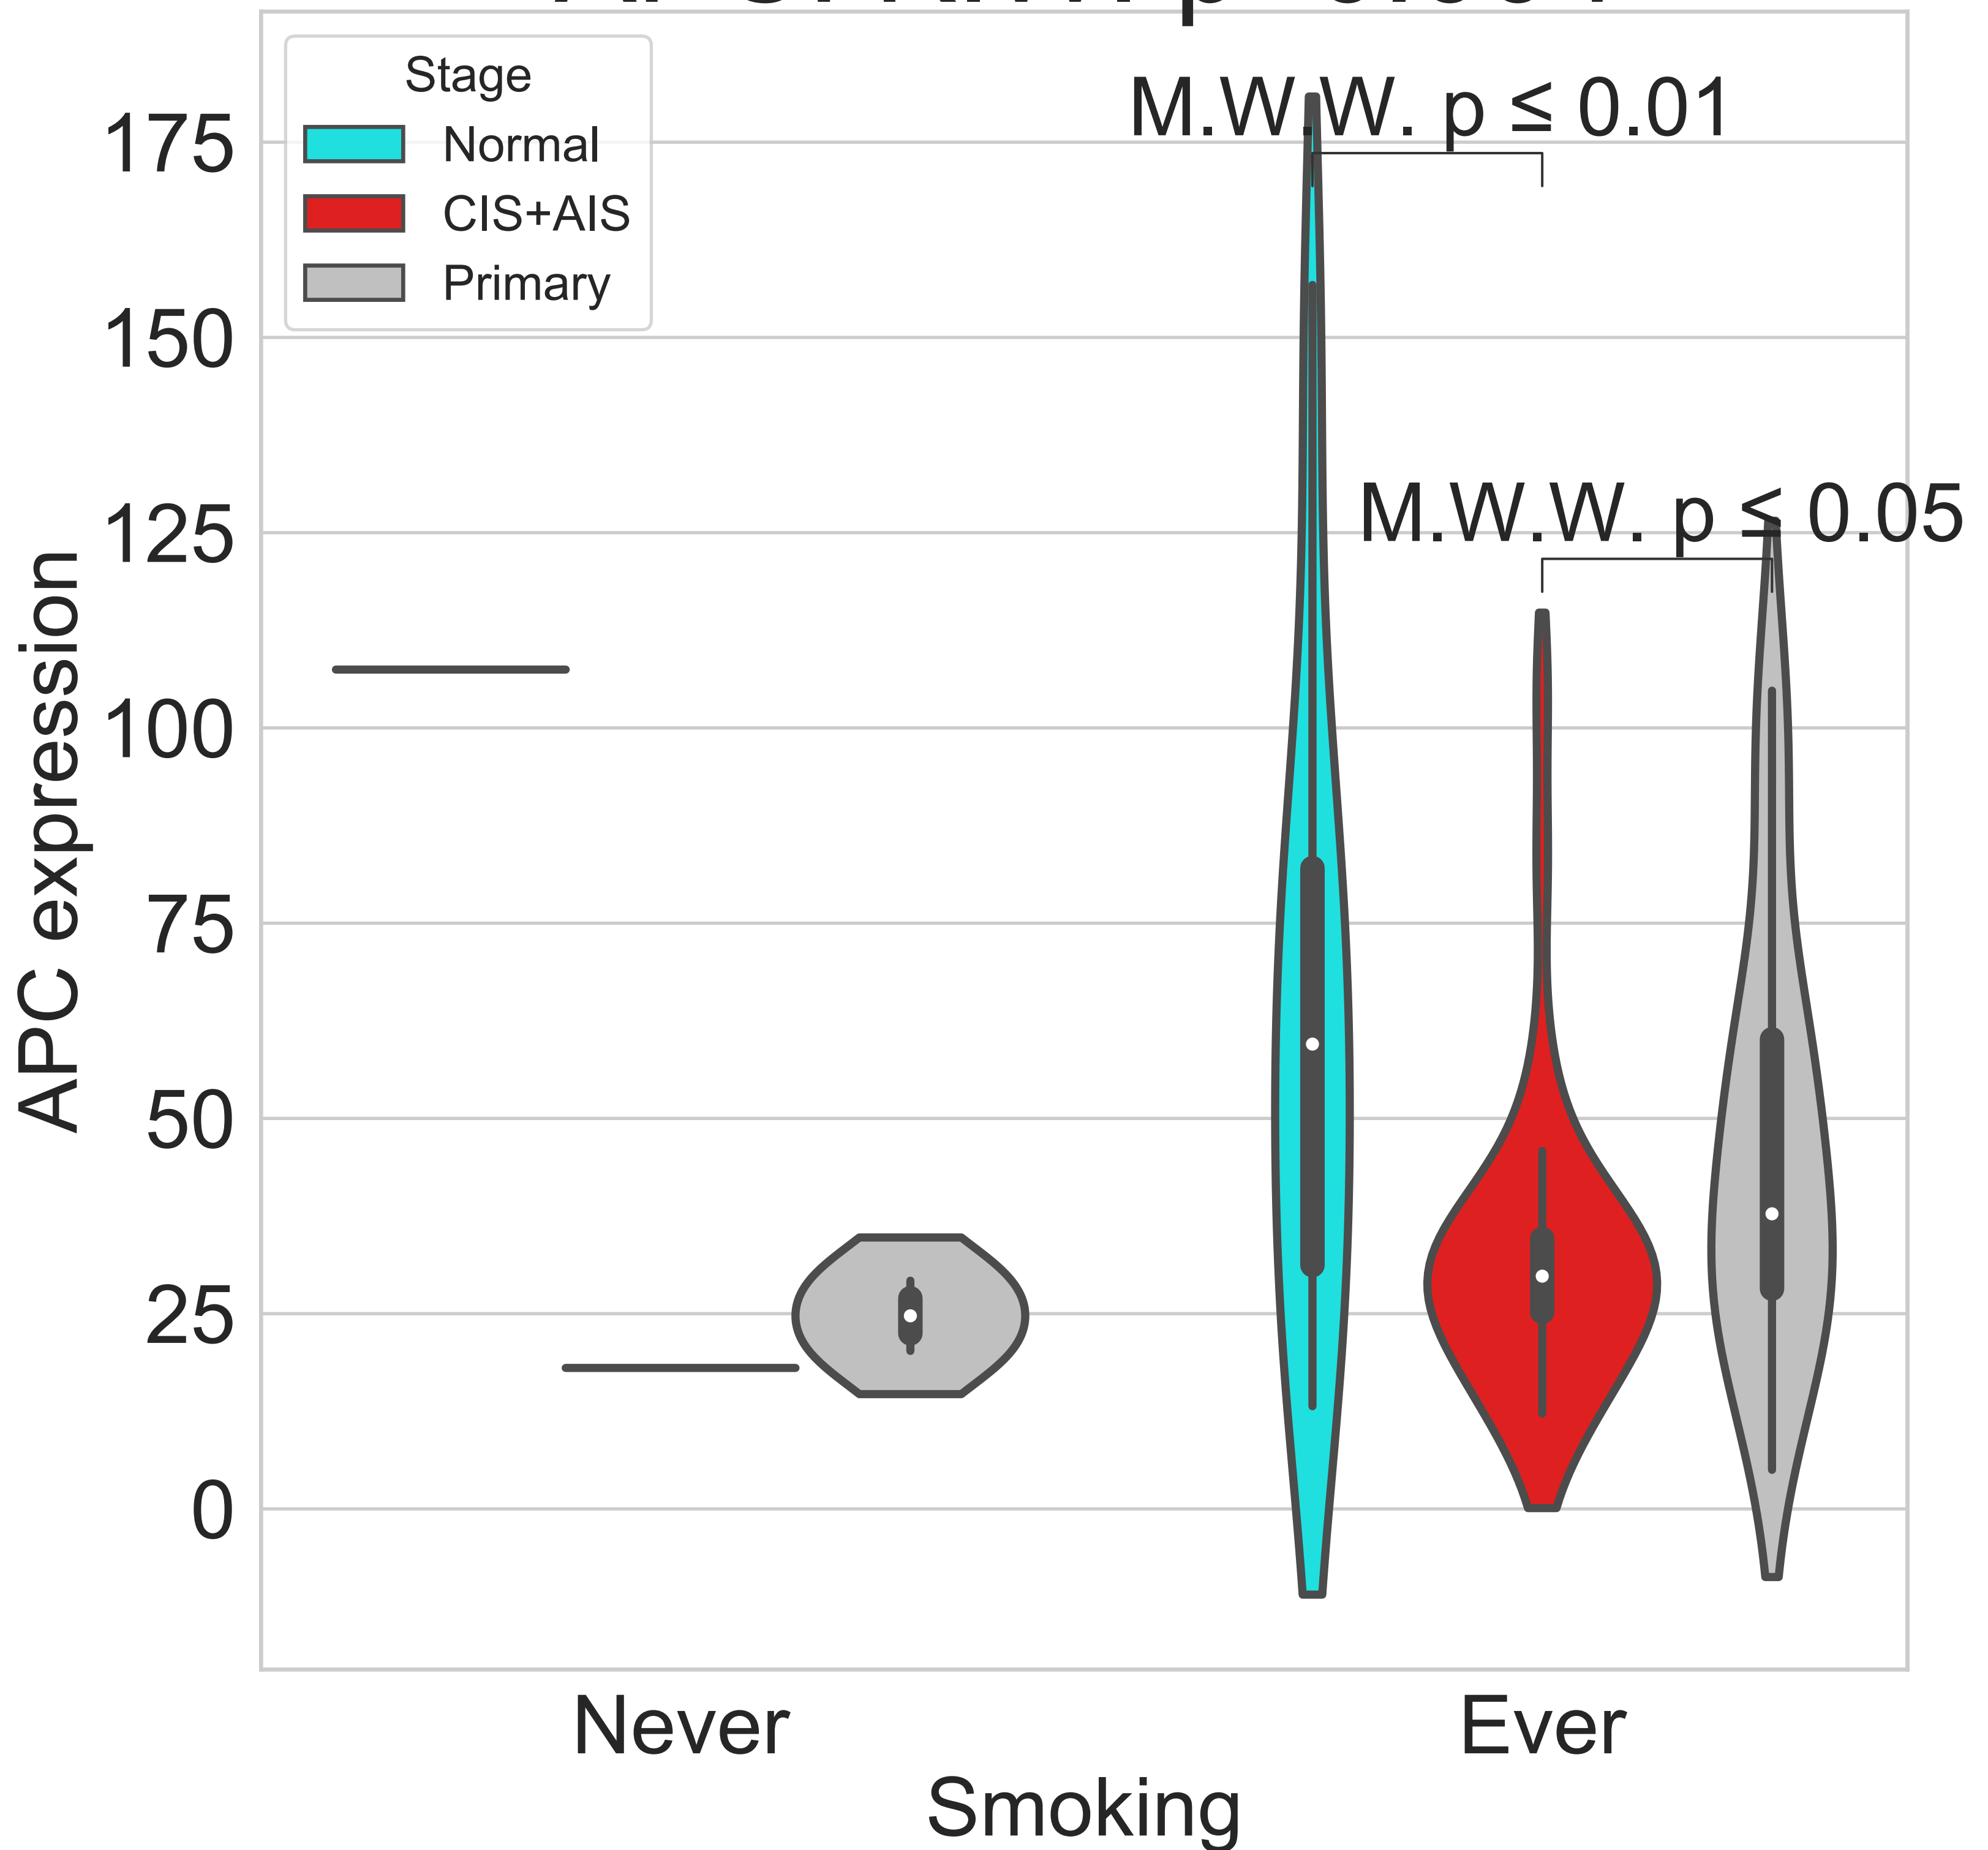 Stage
Normal
CIS+AIS
Primary
M.W.W. p ≤ 0.01
M.W.W. p ≤ 0.05
175
150
125
100
75
50
25
0
APC expression
Never
Ever
Smoking